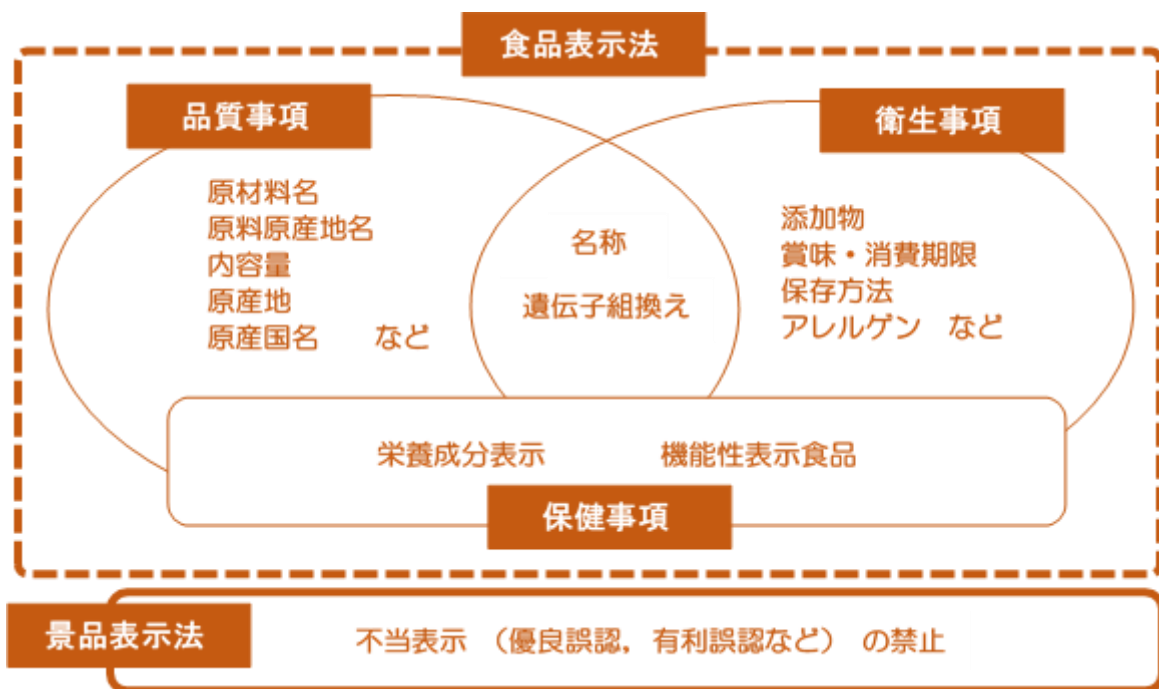 食品表示法
品質事項
衛生事項
原材料名
原料原産地名
内容量
原産地
原産国名 など
名称
遺伝子組換え
添加物
賞味・消費期限
保存方法
アレルゲン など
栄養成分表示 機能性表示食品
保健事項
景品表示法
不当表示 （優良誤認，有利誤認など） の禁止